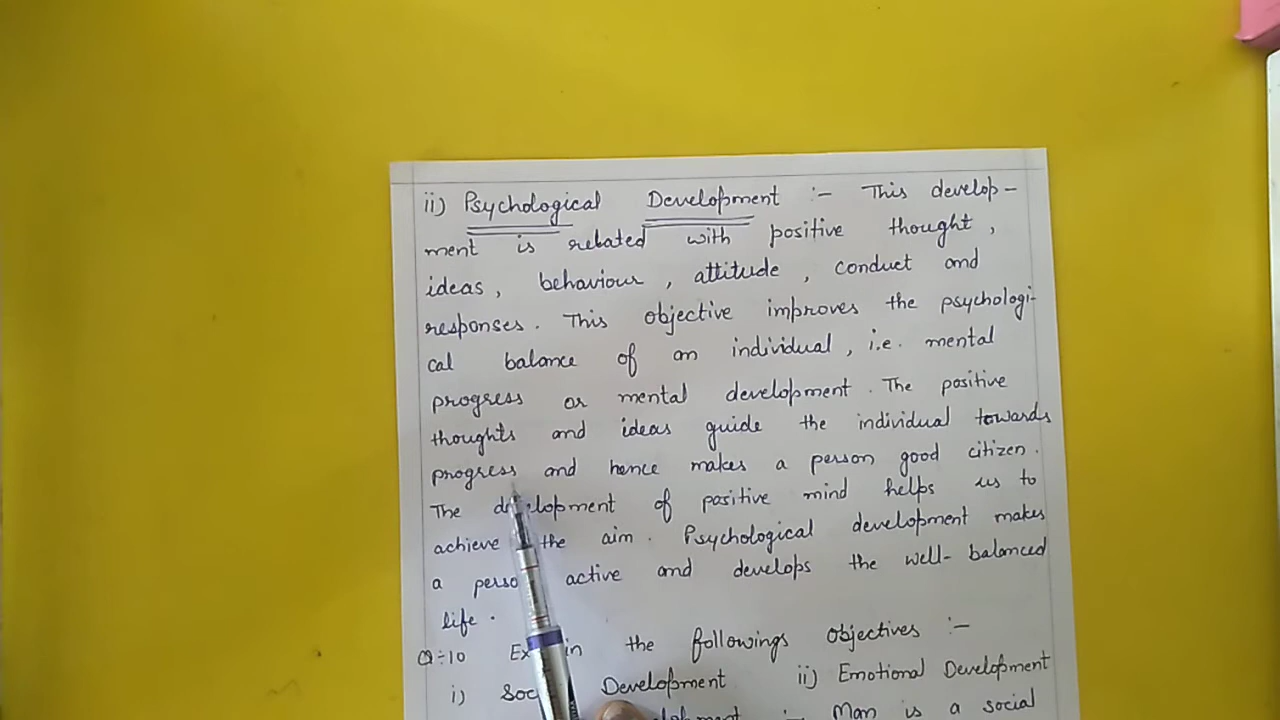 ii) Psychological Development :- This develop-
ment is related with positive thought,
ideas, behaviour, attitude, conduct and
responses. This objective improves the psychologi-
cal balance of an individual, i.e. mental
progress or mental development. The positive
thoughts and ideas guide the individual towards
progress and hence makes a person good citizen.
The development of positive mind helps us to
achieve the aim. Psychological development makes
a person active and develops the well-balanced
life.
Q:-10 Explain the followings objectives :-
i) Social Development ii) Emotional Development
:- Man is a social